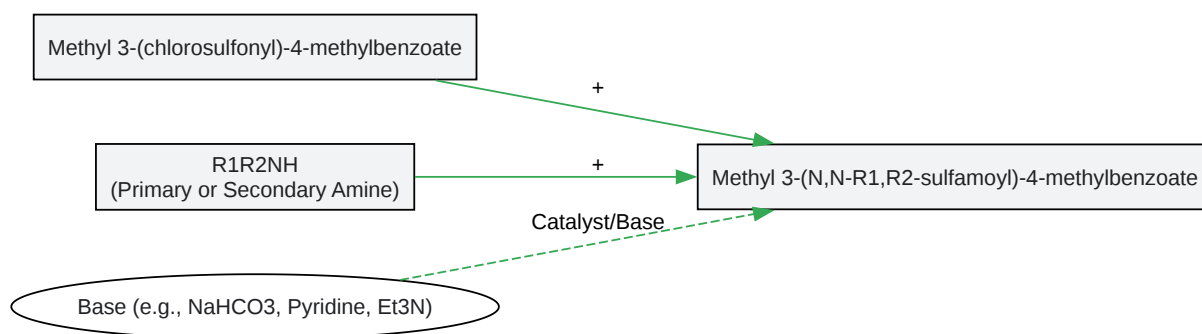 Methyl 3-(chlorosulfonyl)-4-methylbenzoate
+
R1R2NH
(Primary or Secondary Amine)
+
Methyl 3-(N,N-R1,R2-sulfamoyl)-4-methylbenzoate
Catalyst/Base
Base (e.g., NaHCO3, Pyridine, Et3N)